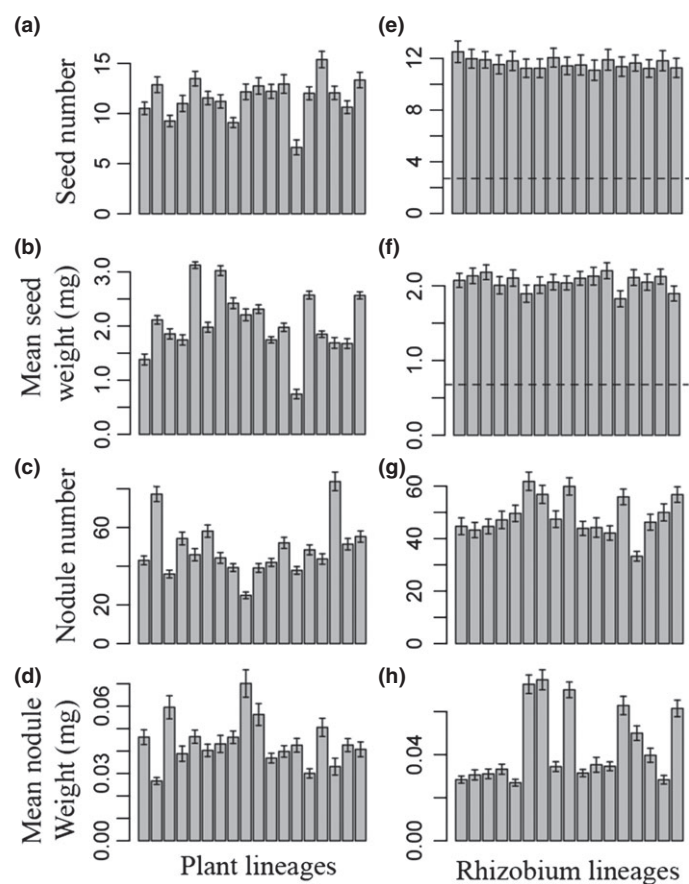 (a)
Seed number
0
5
10
15
(e)
0
4
8
12
(b)
Mean seed
weight (mg)
0.0
1.0
2.0
3.0
(f)
0.0
1.0
2.0
(c)
Nodule number
0
20
60
(g)
0
20
40
60
(d)
Mean nodule
Weight (mg)
0.00
0.03
0.06
(h)
0.00
0.04
Plant lineages
Rhizobium lineages